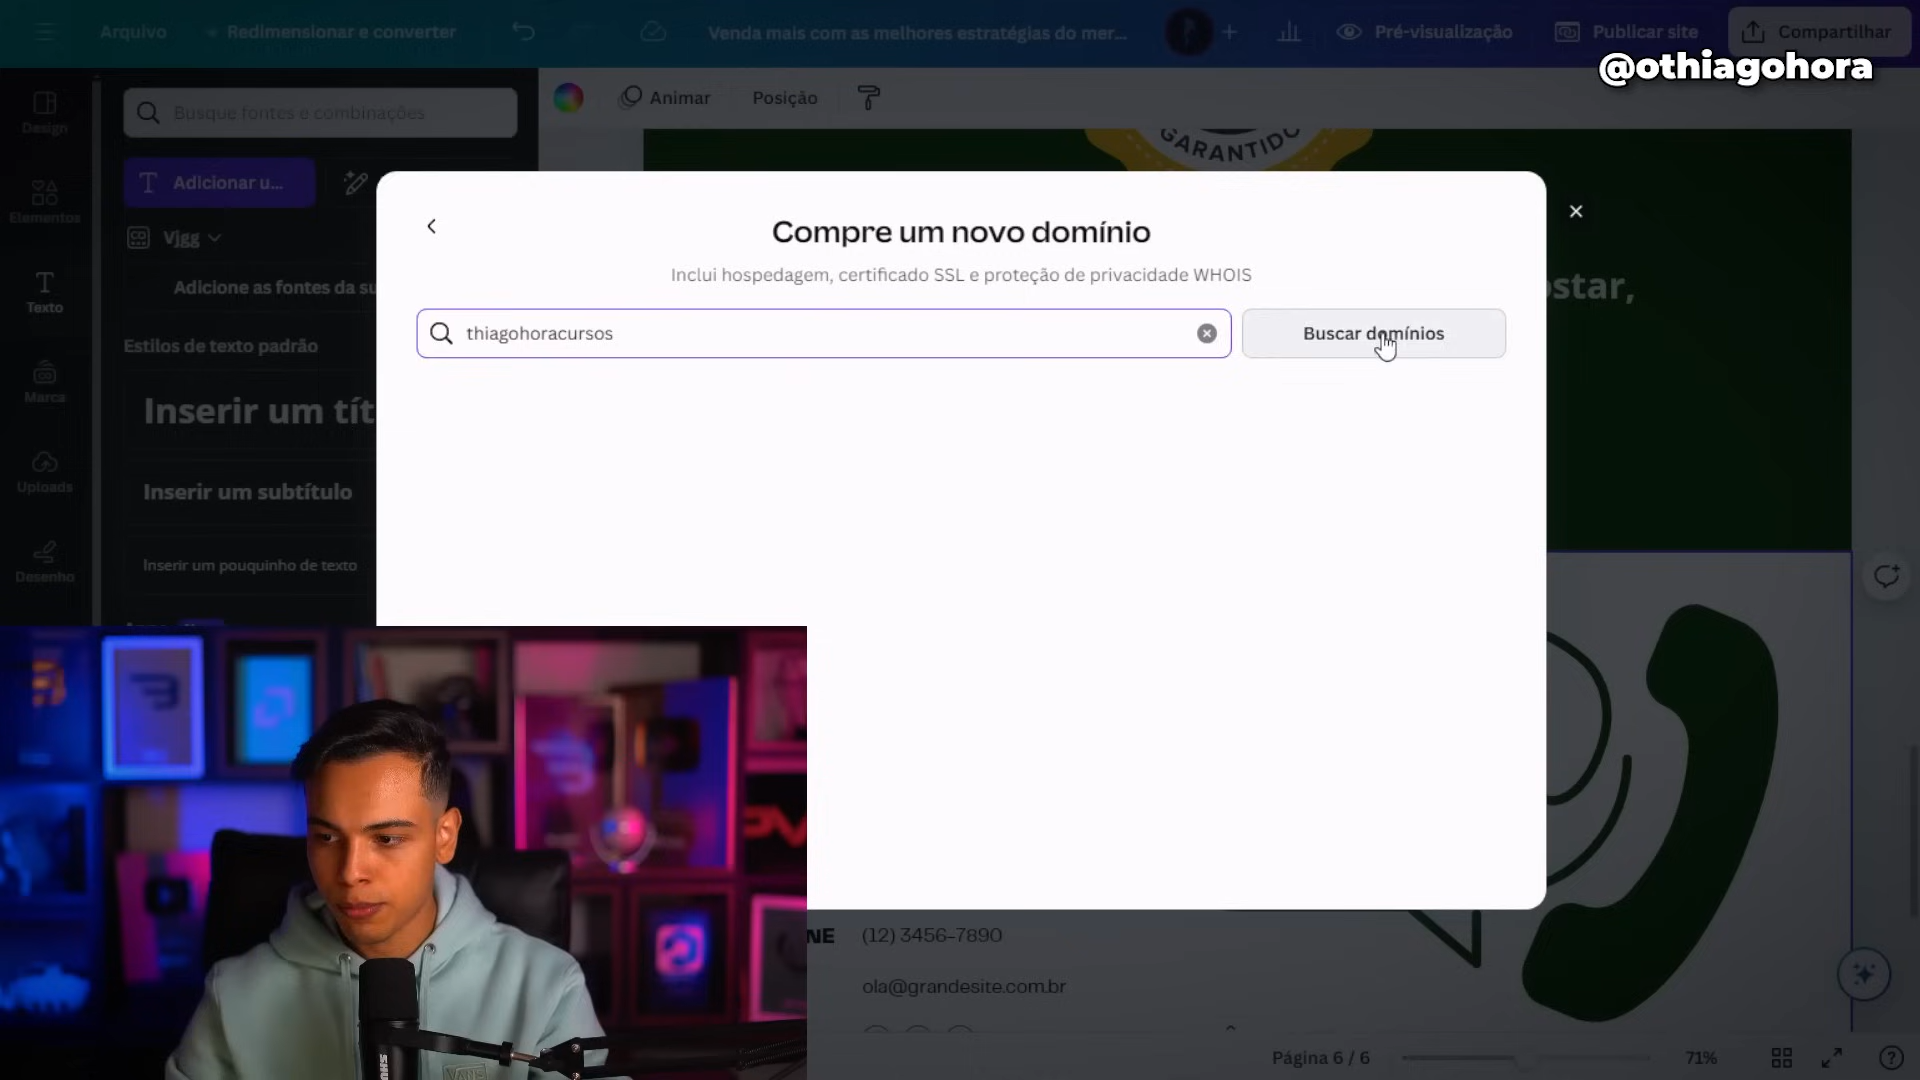 Arquivo
Redimensionar e converter
Venda mais com as melhores estratégias do mer...
Pré-visualização
Publicar site
Compartilhar
@othiagohora
Design
Busque fontes e combinações
Animar
Posição
GARANTIDO
Adicionar u...
Elementos
Vjgg
Compre um novo domínio
Inclui hospedagem, certificado SSL e proteção de privacidade WHOIS
Adicione as fontes da su
ostar,
Texto
thiagohoracursos
Buscar domínios
Estilos de texto padrão
Marca
Inserir um tít
Uploads
Inserir um subtítulo
Desenho
Inserir um pouquinho de texto
NE
(12) 3456-7890
ola@grandesite.com.br
Página 6 / 6
71%